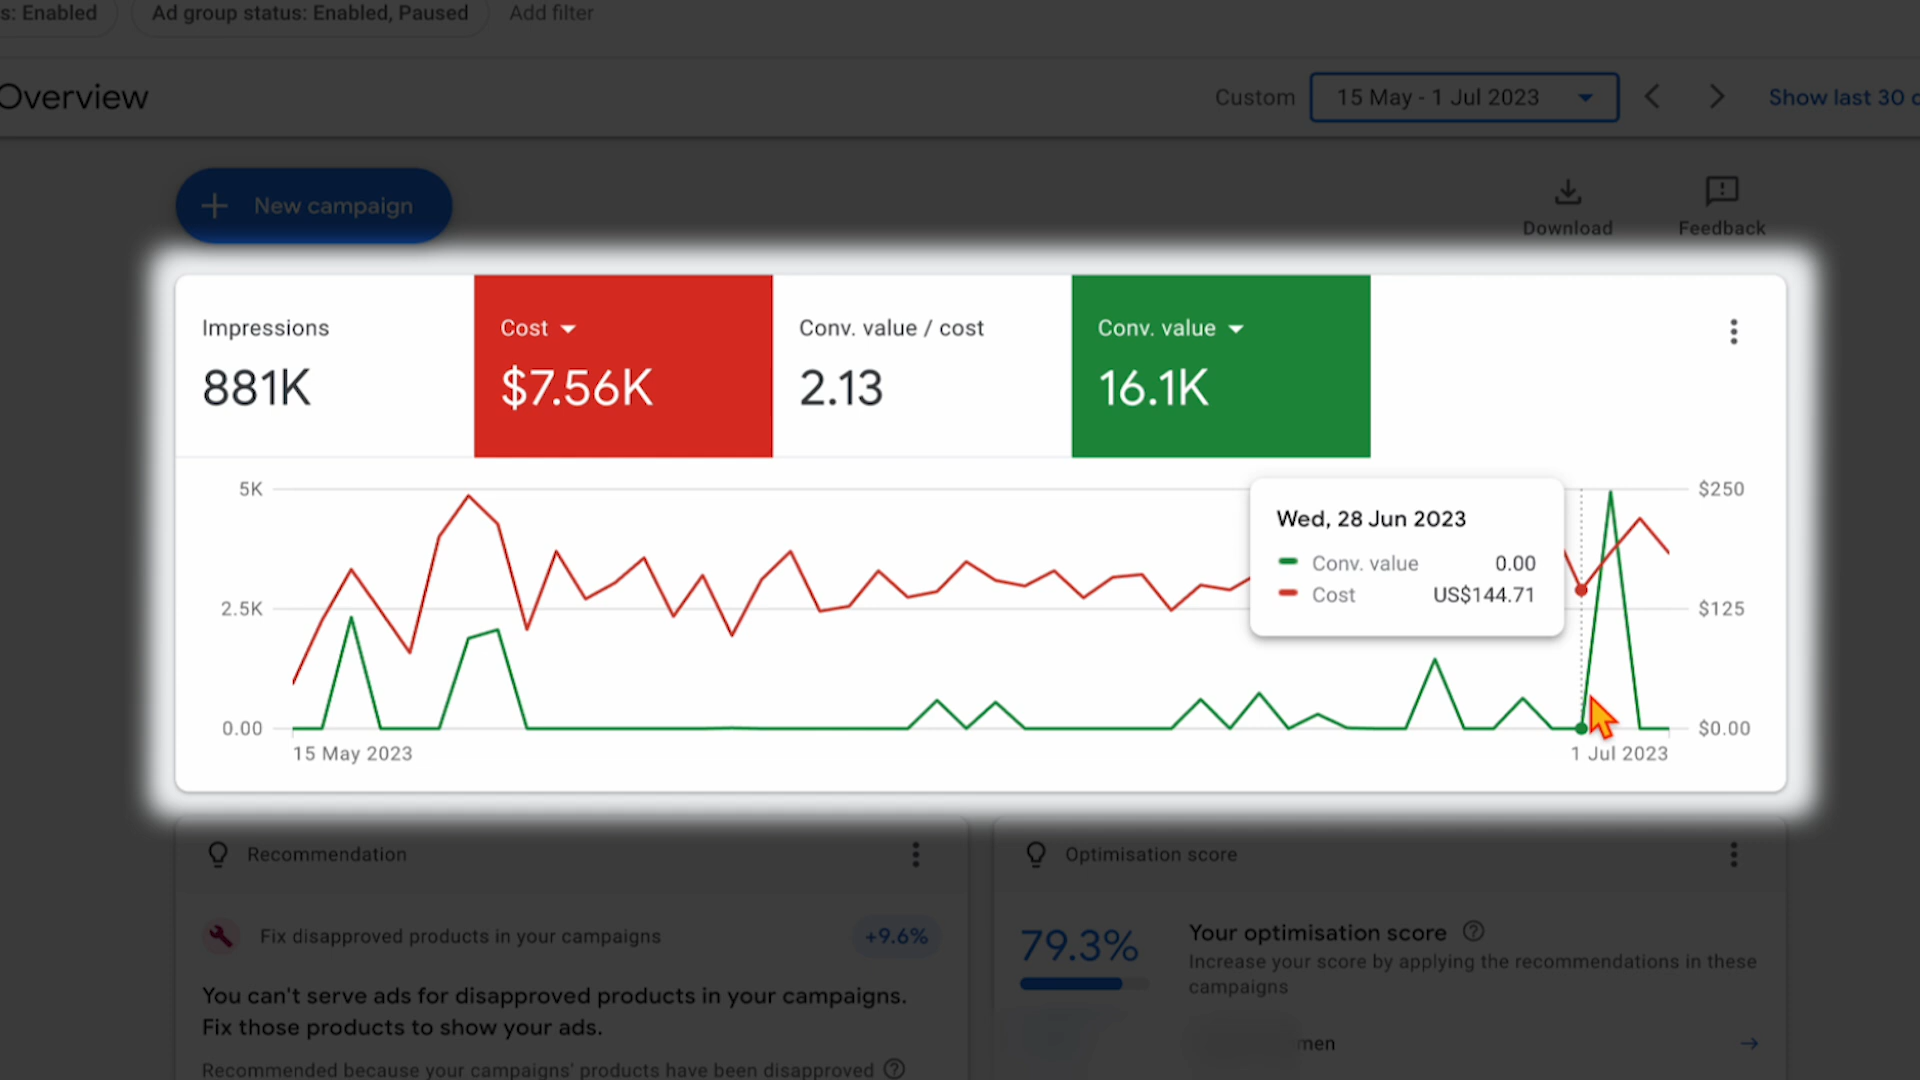 s: Enabled
Ad group status: Enabled, Paused
Add filter
Overview
Custom
15 May - 1 Jul 2023
Show last 30 d
New campaign
Download
Feedback
Impressions
881K
Cost
$7.56K
Conv. value / cost
2.13
Conv. value
16.1K
5K
2.5K
0.00
$250
$125
$0.00
Wed, 28 Jun 2023
Conv. value 0.00
Cost US$144.71
15 May 2023
1 Jul 2023
Recommendation
Fix disapproved products in your campaigns
+9.6%
You can't serve ads for disapproved products in your campaigns.
Fix those products to show your ads.
Recommended because your campaigns' products have been disapproved
Optimisation score
79.3%
Your optimisation score
Increase your score by applying the recommendations in these
campaigns
men